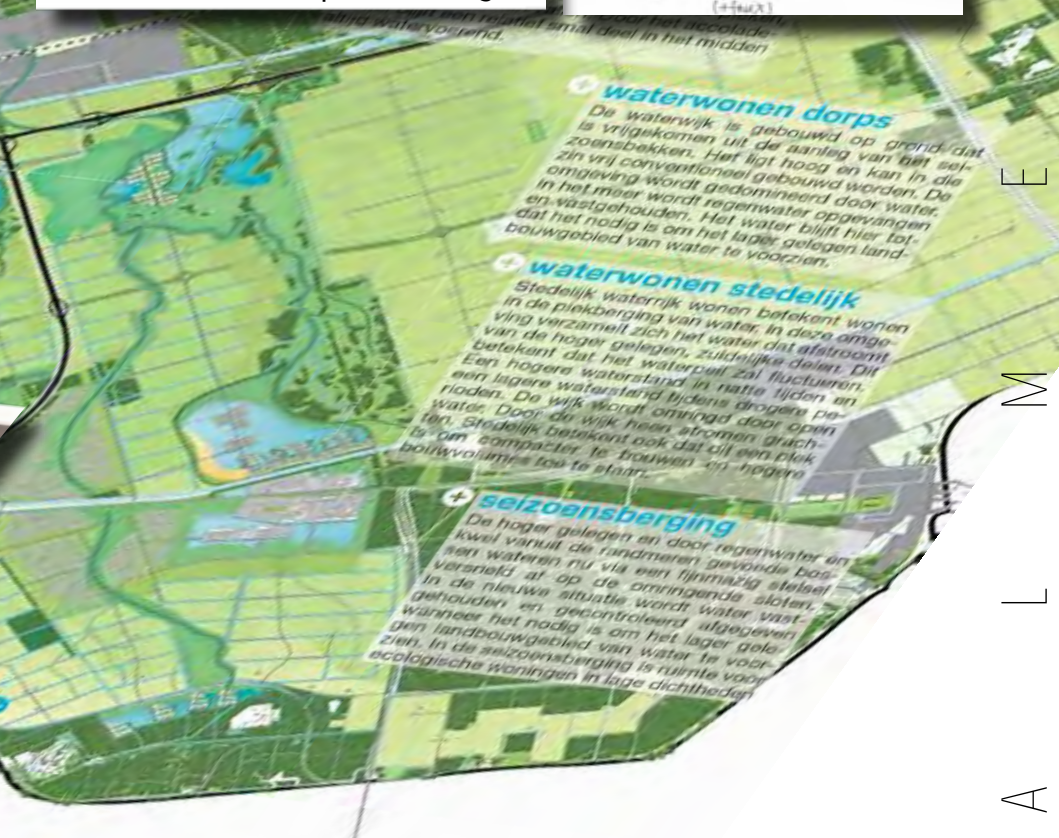 een relatief smal deel in het midden
altijd watervoerend.
waterwonen dorps
De waterwijk is gebouwd op grond dat
is vrijgekomen uit de aanleg van het sei-
zoensbekken. Het ligt hoog en kan in die
zin vrij conventioneel gebouwd worden. De
omgeving wordt gedomineerd door water.
In het meer wordt regenwater opgevangen
en vastgehouden. Het water blijft hier tot-
dat het nodig is om het lager gelegen land-
bouwgebied van water te voorzien.
waterwonen stedelijk
Stedelijk waterrijk wonen betekent wonen
in de piekberging van water. In deze omge-
ving verzamelt zich het water dat afstroomt
van de hoger gelegen, zuidelijke delen. Dit
betekent dat het waterpeil zal fluctueren.
Een hogere waterstand in natte tijden en
een lagere waterstand tijdens drogere pe-
rioden. De wijk wordt omringd door open
water. Door de wijk heen stromen grach-
ten. Stedelijk betekent ook dat dit een plek
is om compacter te bouwen en hogere
bouwvolumes toe te staan.
seizoensberging
De hoger gelegen en door regenwater en
kwel vanuit de randmeren gevoede bos-
sen wateren nu via een fijnmazig stelsel
versneld af op de omringende sloten.
In de nieuwe situatie wordt water vast-
gehouden en gecontroleerd afgegeven
wanneer het nodig is om het lager gele-
gen landbouwgebied van water te voor-
zien. In de seizoensberging is ruimte voor
ecologische woningen in lage dichtheden
A L M E